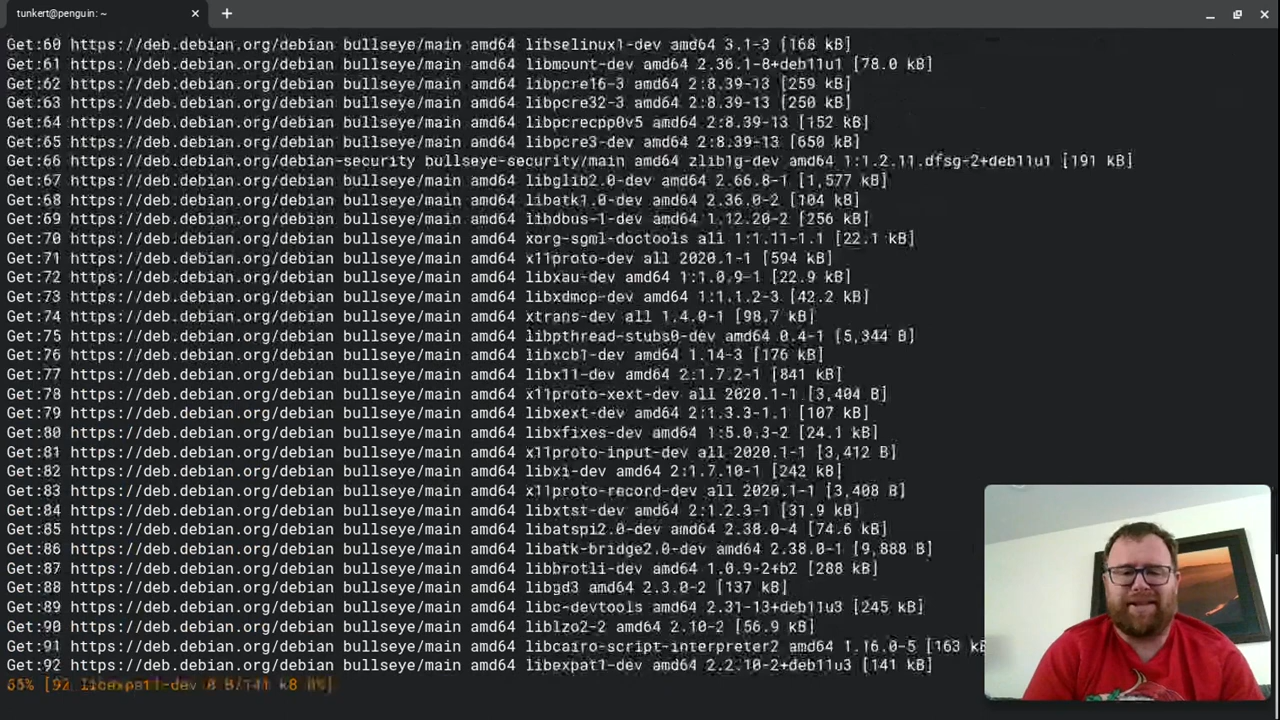 tunkert@penguin: ~
Get:60 https://deb.debian.org/debian bullseye/main amd64 libselinux1-dev amd64 3.1-3 [168 kB]
Get:61 https://deb.debian.org/debian bullseye/main amd64 libmount-dev amd64 2.36.1-8+deb11u1 [78.0 kB]
Get:62 https://deb.debian.org/debian bullseye/main amd64 libpcre16-3 amd64 2:8.39-13 [259 kB]
Get:63 https://deb.debian.org/debian bullseye/main amd64 libpcre32-3 amd64 2:8.39-13 [250 kB]
Get:64 https://deb.debian.org/debian bullseye/main amd64 libpcrecpp0v5 amd64 2:8.39-13 [152 kB]
Get:65 https://deb.debian.org/debian bullseye/main amd64 libpcre3-dev amd64 2:8.39-13 [650 kB]
Get:66 https://deb.debian.org/debian-security bullseye-security/main amd64 zlib1g-dev amd64 1:1.2.11.dfsg-2+deb11u1 [191 kB]
Get:67 https://deb.debian.org/debian bullseye/main amd64 libglib2.0-dev amd64 2.66.8-1 [1,577 kB]
Get:68 https://deb.debian.org/debian bullseye/main amd64 libatk1.0-dev amd64 2.36.0-2 [104 kB]
Get:69 https://deb.debian.org/debian bullseye/main amd64 libdbus-1-dev amd64 1.12.20-2 [256 kB]
Get:70 https://deb.debian.org/debian bullseye/main amd64 xorg-sgml-doctools all 1:1.11-1.1 [22.1 kB]
Get:71 https://deb.debian.org/debian bullseye/main amd64 x11proto-dev all 2020.1-1 [594 kB]
Get:72 https://deb.debian.org/debian bullseye/main amd64 libxau-dev amd64 1:1.0.9-1 [22.9 kB]
Get:73 https://deb.debian.org/debian bullseye/main amd64 libxdmcp-dev amd64 1:1.1.2-3 [42.2 kB]
Get:74 https://deb.debian.org/debian bullseye/main amd64 xtrans-dev all 1.4.0-1 [98.7 kB]
Get:75 https://deb.debian.org/debian bullseye/main amd64 libpthread-stubs0-dev amd64 0.4-1 [5,344 B]
Get:76 https://deb.debian.org/debian bullseye/main amd64 libxcb1-dev amd64 1.14-3 [176 kB]
Get:77 https://deb.debian.org/debian bullseye/main amd64 libx11-dev amd64 2:1.7.2-1 [841 kB]
Get:78 https://deb.debian.org/debian bullseye/main amd64 x11proto-xext-dev all 2020.1-1 [3,404 B]
Get:79 https://deb.debian.org/debian bullseye/main amd64 libxext-dev amd64 2:1.3.3-1.1 [107 kB]
Get:80 https://deb.debian.org/debian bullseye/main amd64 libxfixes-dev amd64 1:5.0.3-2 [24.1 kB]
Get:81 https://deb.debian.org/debian bullseye/main amd64 x11proto-input-dev all 2020.1-1 [3,412 B]
Get:82 https://deb.debian.org/debian bullseye/main amd64 libxi-dev amd64 2:1.7.10-1 [242 kB]
Get:83 https://deb.debian.org/debian bullseye/main amd64 x11proto-record-dev all 2020.1-1 [3,408 B]
Get:84 https://deb.debian.org/debian bullseye/main amd64 libxtst-dev amd64 2:1.2.3-1 [31.9 kB]
Get:85 https://deb.debian.org/debian bullseye/main amd64 libatspi2.0-dev amd64 2.38.0-4 [74.6 kB]
Get:86 https://deb.debian.org/debian bullseye/main amd64 libatk-bridge2.0-dev amd64 2.38.0-1 [9,888 B]
Get:87 https://deb.debian.org/debian bullseye/main amd64 libbrotli-dev amd64 1.0.9-2+b2 [288 kB]
Get:88 https://deb.debian.org/debian bullseye/main amd64 libgd3 amd64 2.3.0-2 [137 kB]
Get:89 https://deb.debian.org/debian bullseye/main amd64 libc-devtools amd64 2.31-13+deb11u3 [245 kB]
Get:90 https://deb.debian.org/debian bullseye/main amd64 liblzo2-2 amd64 2.10-2 [56.9 kB]
Get:91 https://deb.debian.org/debian bullseye/main amd64 libcairo-script-interpreter2 amd64 1.16.0-5 [163 kB
Get:92 https://deb.debian.org/debian bullseye/main amd64 libexpat1-dev amd64 2.2.10-2+deb11u3 [141 kB]
[92 libexpat1-dev 0 B/141 kB 0%]